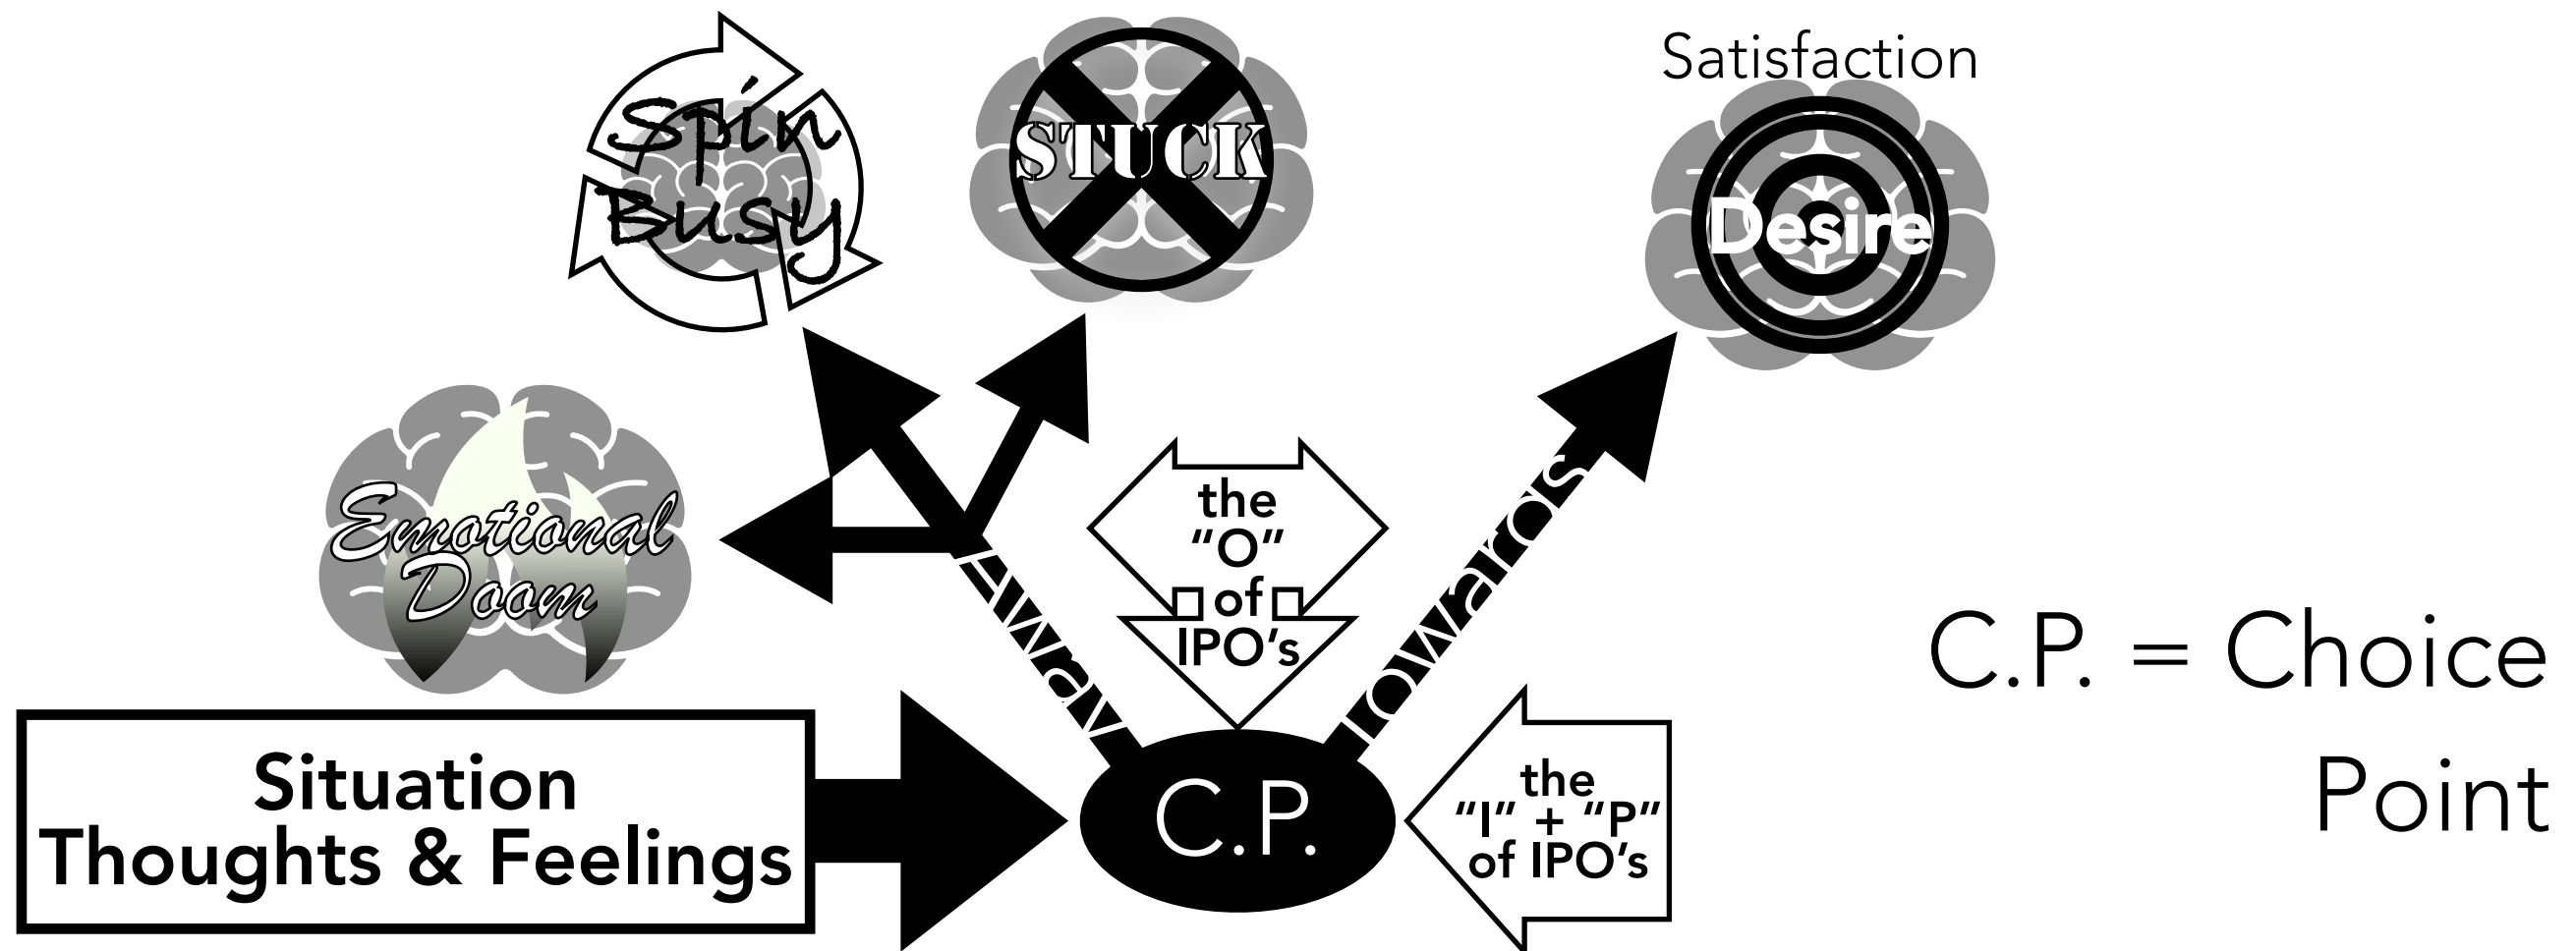 Satisfaction
Spin
Busy
STUCK
Desire
Emotional
Doom
Away
Towards
the
“O”
of
IPO’s
C.P. = Choice
Point
Situation
Thoughts & Feelings
C.P.
the
“I” + “P”
of IPO’s